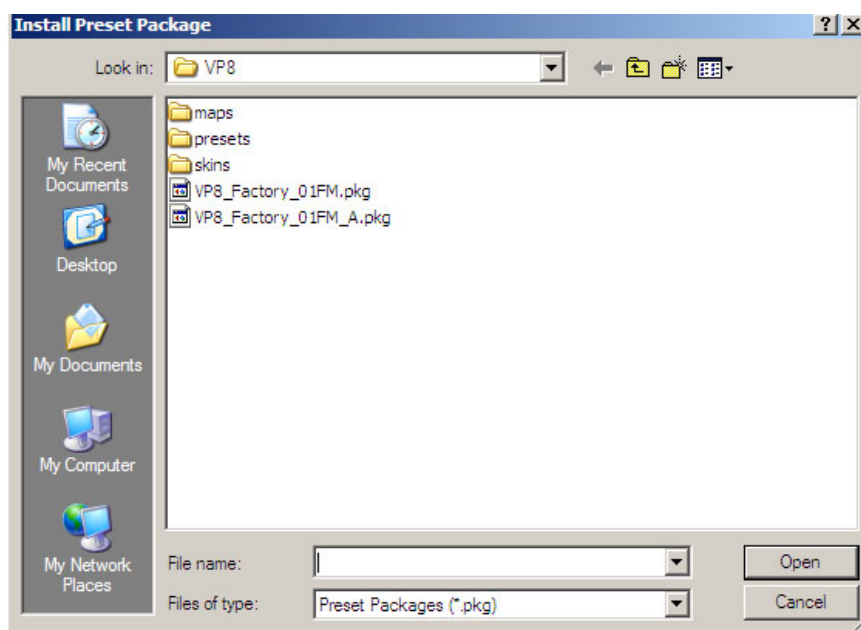 Install Preset Package
Look in:
VP8
My Recent
Documents
Desktop
My Documents
My Computer
My Network
Places
maps
presets
skins
VP8_Factory_01FM.pkg
VP8_Factory_01FM_A.pkg
File name:
Open
Files of type:
Preset Packages (*.pkg)
Cancel